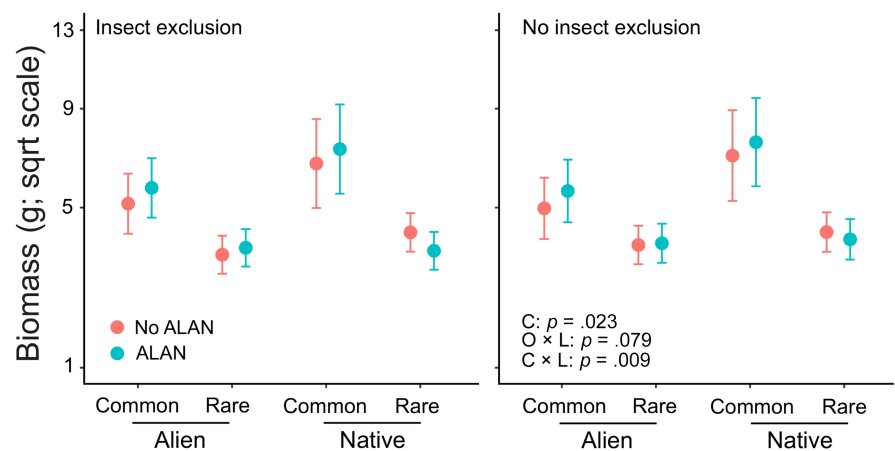 Biomass (g; sqrt scale)
13
9
5
1
Insect exclusion
No ALAN
ALAN
Common Rare Common Rare
Alien Native
No insect exclusion
C: p = .023
O × L: p = .079
C × L: p = .009
Common Rare Common Rare
Alien Native